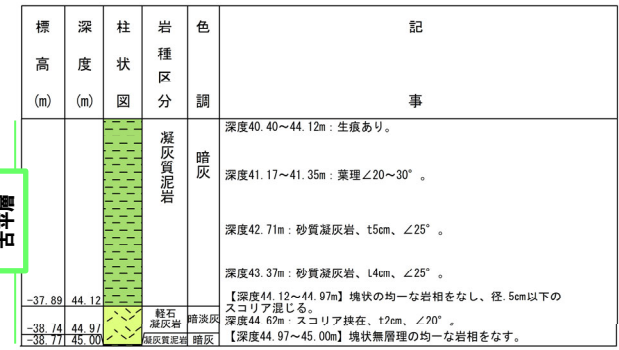 標高(m) 深度(m) 柱状図 岩種区分 色調 記事
古平層
凝灰質泥岩 暗灰
深度40.40～44.12m：生痕あり。
深度41.17～41.35m：葉理∠20～30°。
深度42.71m：砂質凝灰岩、t5cm、∠25°。
深度43.37m：砂質凝灰岩、t4cm、∠25°。
-37.89 44.12
軽石凝灰岩 暗淡灰
【深度44.12～44.97m】塊状の均一な岩相をなし、径.5cm以下の
スコリア混じる。
深度44.62m：スコリア挟在、t2cm、∠20°。
-38.74 44.97
-38.77 45.00 凝灰質泥岩 暗灰 【深度44.97～45.00m】塊状無層理の均一な岩相をなす。